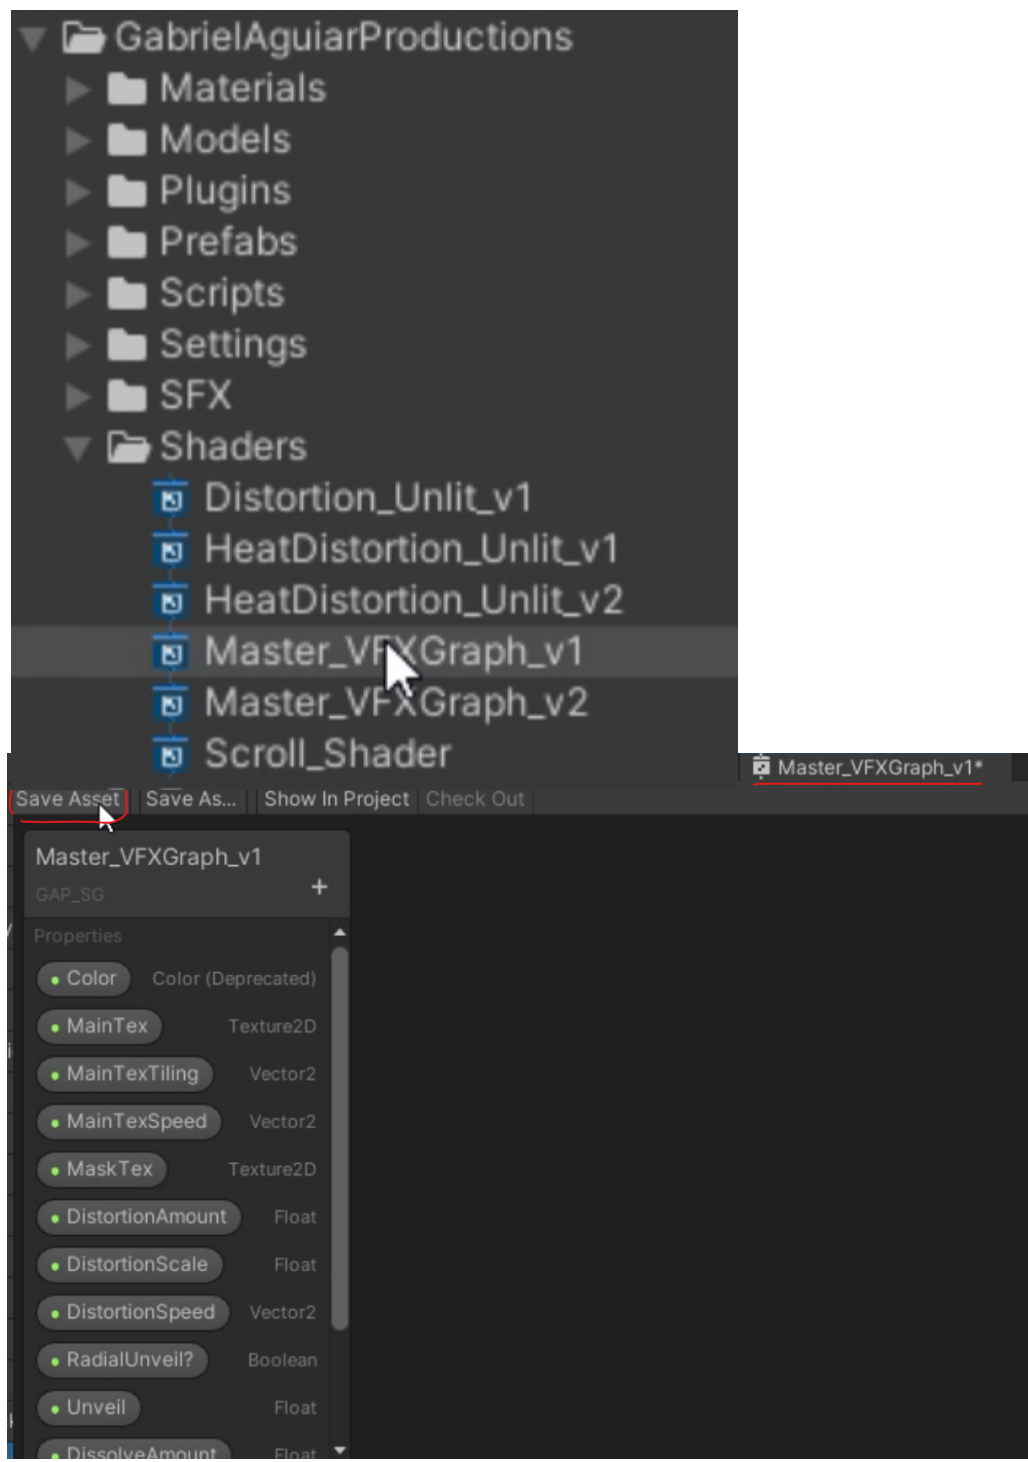 GabrielAguiarProductions
Materials
Models
Plugins
Prefabs
Scripts
Settings
SFX
Shaders
Distortion_Unlit_v1
HeatDistortion_Unlit_v1
HeatDistortion_Unlit_v2
Master_VFXGraph_v1
Master_VFXGraph_v2
Scroll_Shader
Master_VFXGraph_v1*
Save Asset Save As... Show In Project Check Out
Master_VFXGraph_v1
GAP_SG
+
Properties
Color Color (Deprecated)
MainTex Texture2D
MainTexTiling Vector2
MainTexSpeed Vector2
MaskTex Texture2D
DistortionAmount Float
DistortionScale Float
DistortionSpeed Vector2
RadialUnveil? Boolean
Unveil Float
DissolveAmount Float